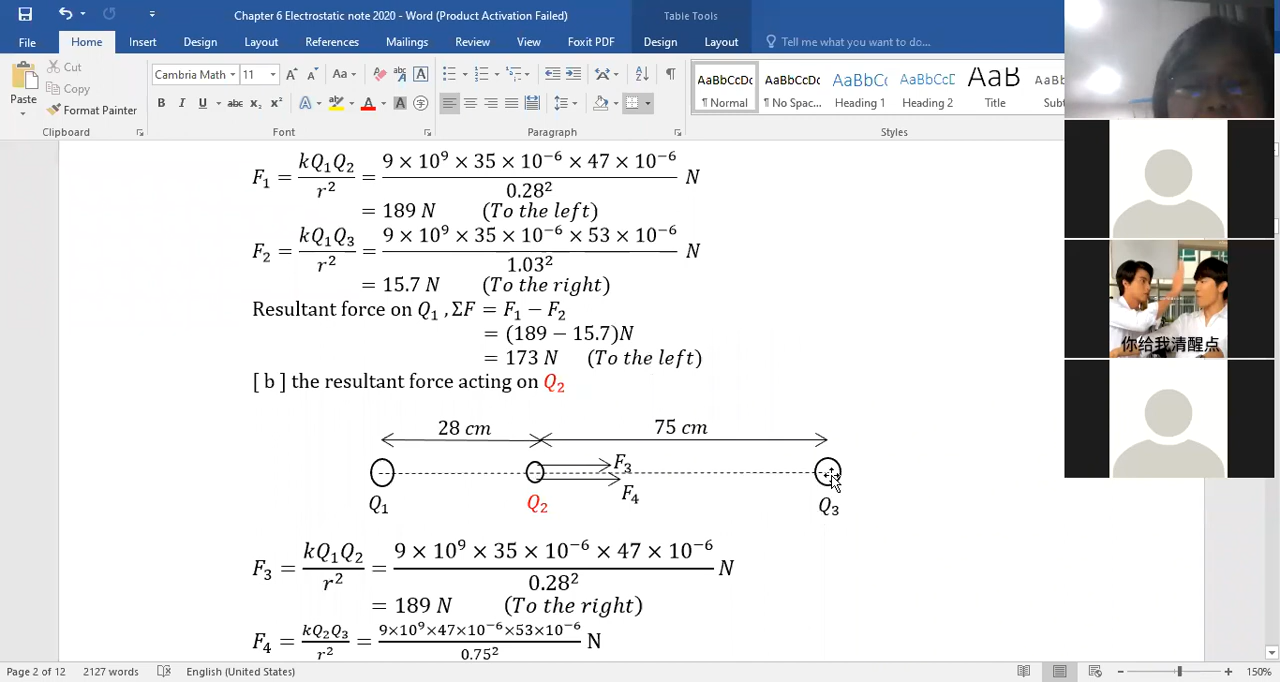 Chapter 6 Electrostatic note 2020 - Word (Product Activation Failed)
Table Tools
File Home Insert Design Layout References Mailings Review View Foxit PDF Design Layout Tell me what you want to do...
Cut
Copy
Format Painter
Paste
Cambria Math 11
B I U abc x₂ x²
AaBbCcDc AaBbCcDc AaBbCc AaBbCcD AaB AaBb
¶ Normal ¶ No Spac... Heading 1 Heading 2 Title Subt
Clipboard Font Paragraph Styles
F₁ = kQ₁Q₂/r² = 9 × 10⁹ × 35 × 10⁻⁶ × 47 × 10⁻⁶/0.28² N
= 189 N (To the left)
F₂ = kQ₁Q₃/r² = 9 × 10⁹ × 35 × 10⁻⁶ × 53 × 10⁻⁶/1.03² N
= 15.7 N (To the right)
Resultant force on Q₁ , ΣF = F₁ − F₂
= (189 − 15.7)N
= 173 N (To the left)
[ b ] the resultant force acting on Q₂
28 cm 75 cm
F₃
F₄
Q₁ Q₂ Q₃
F₃ = kQ₁Q₂/r² = 9 × 10⁹ × 35 × 10⁻⁶ × 47 × 10⁻⁶/0.28² N
= 189 N (To the right)
F₄ = kQ₂Q₃/r² = 9×10⁹×47×10⁻⁶×53×10⁻⁶/0.75² N
你给我清醒点
Page 2 of 12 2127 words English (United States) 150%